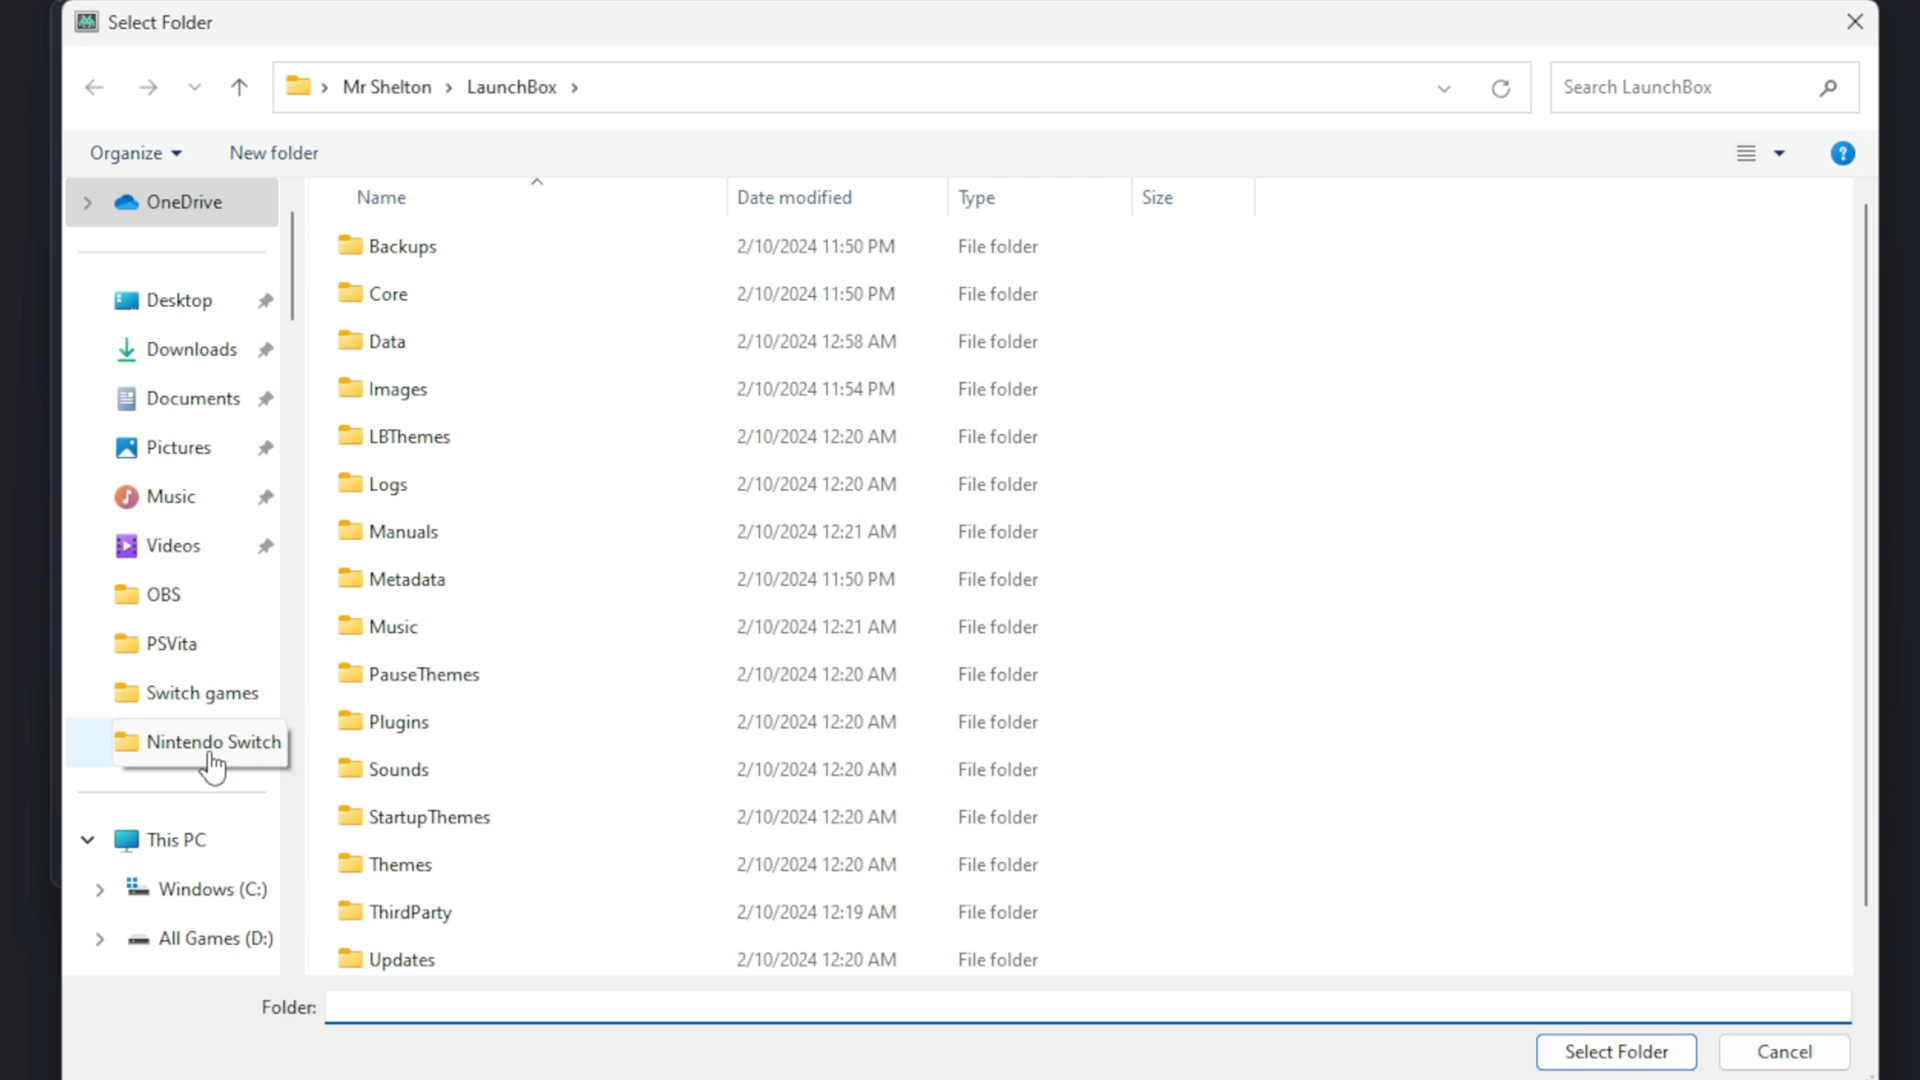 Select Folder
Mr Shelton LaunchBox
Search LaunchBox
Organize New folder
?
Name Date modified Type Size
OneDrive
Desktop
Downloads
Documents
Pictures
Music
Videos
OBS
PSVita
Switch games
Nintendo Switch
This PC
Windows (C:)
All Games (D:)
Backups 2/10/2024 11:50 PM File folder
Core 2/10/2024 11:50 PM File folder
Data 2/10/2024 12:58 AM File folder
Images 2/10/2024 11:54 PM File folder
LBThemes 2/10/2024 12:20 AM File folder
Logs 2/10/2024 12:20 AM File folder
Manuals 2/10/2024 12:21 AM File folder
Metadata 2/10/2024 11:50 PM File folder
Music 2/10/2024 12:21 AM File folder
PauseThemes 2/10/2024 12:20 AM File folder
Plugins 2/10/2024 12:20 AM File folder
Sounds 2/10/2024 12:20 AM File folder
StartupThemes 2/10/2024 12:20 AM File folder
Themes 2/10/2024 12:20 AM File folder
ThirdParty 2/10/2024 12:19 AM File folder
Updates 2/10/2024 12:20 AM File folder
Folder:
Select Folder Cancel